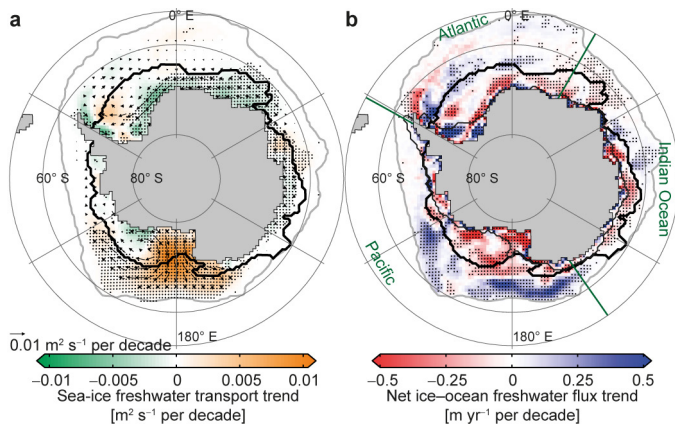 a
0° E
60° S
80° S
180° E
0.01 m² s⁻¹ per decade
−0.01 −0.005 0 0.005 0.01
Sea-ice freshwater transport trend
[m² s⁻¹ per decade]
b
0° E
Atlantic
Indian Ocean
Pacific
60° S
80° S
180° E
−0.5 −0.25 0 0.25 0.5
Net ice–ocean freshwater flux trend
[m yr⁻¹ per decade]